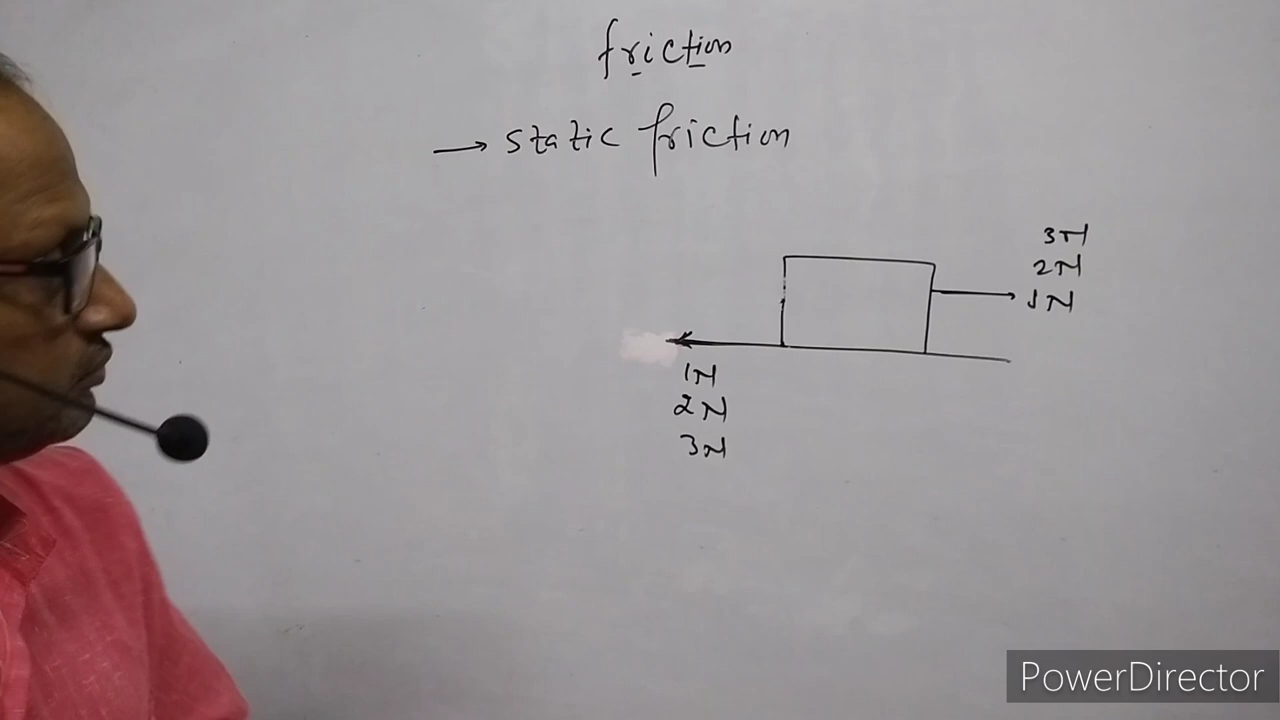 friction
→ static friction
3N
2N
1N
1N
2N
3N
PowerDirector